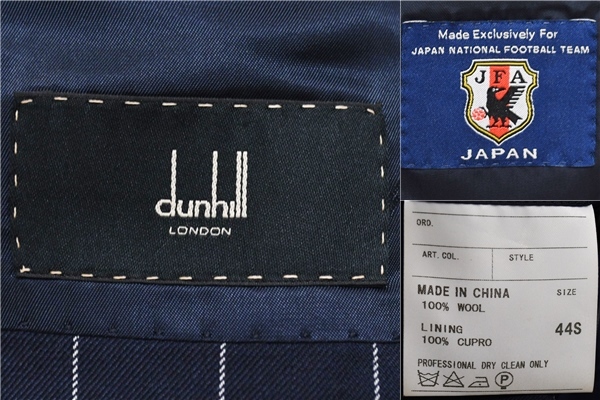 dunhill
LONDON
Made Exclusively For
JAPAN NATIONAL FOOTBALL TEAM
JFA
JAPAN
ORD.
ART. COL.
STYLE
MADE IN CHINA
SIZE
100% WOOL
LINING
44S
100% CUPRO
PROFESSIONAL DRY CLEAN ONLY
P